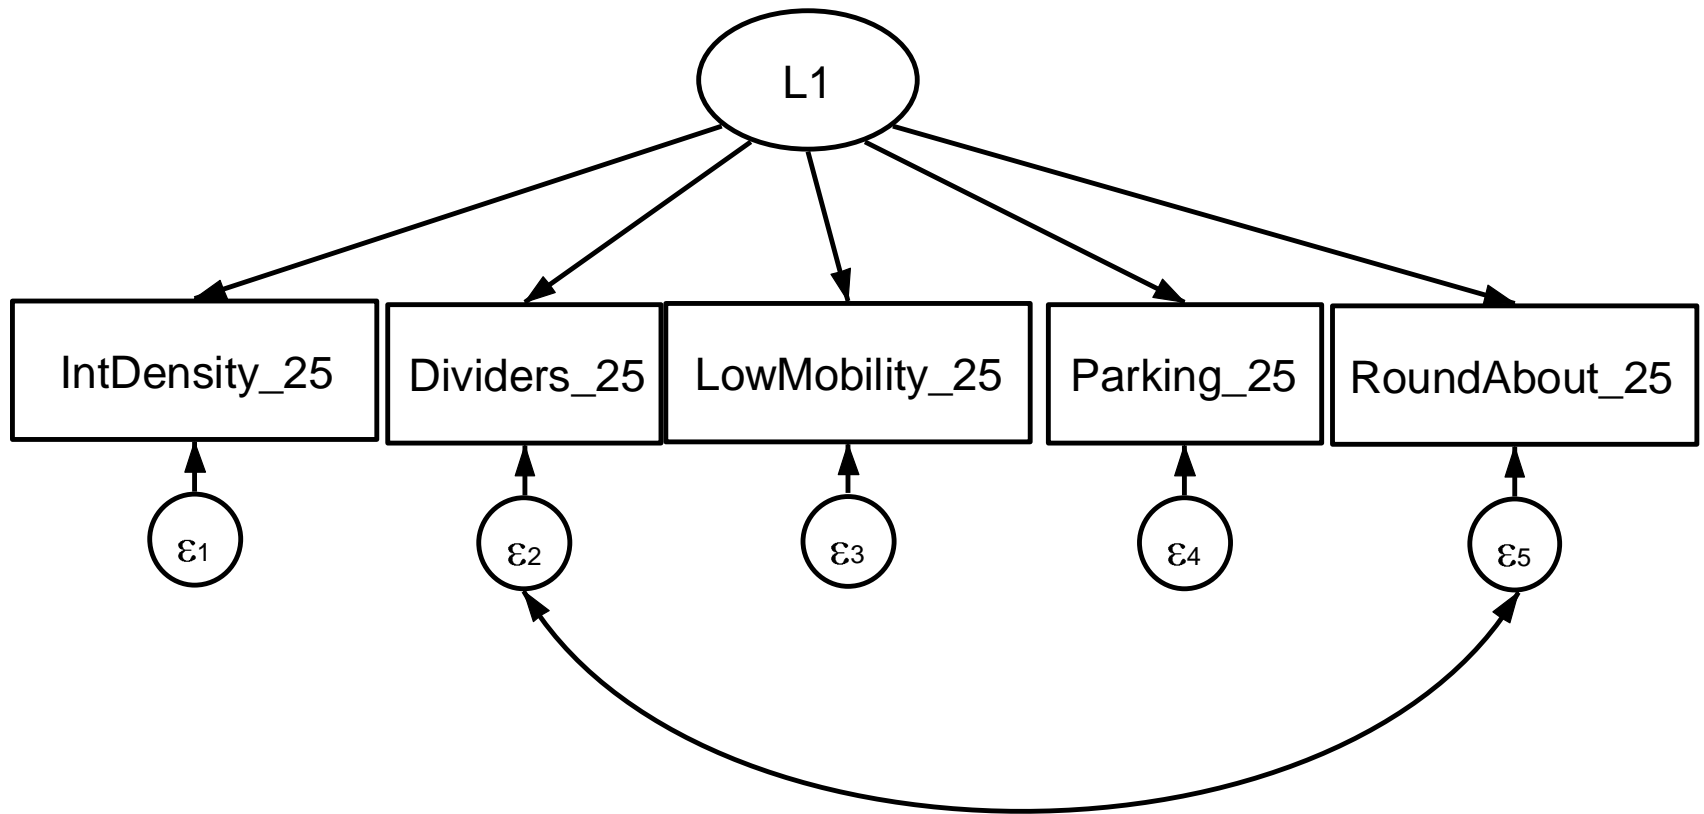 L1
IntDensity_25
Dividers_25
LowMobility_25
Parking_25
RoundAbout_25
ε1
ε2
ε3
ε4
ε5